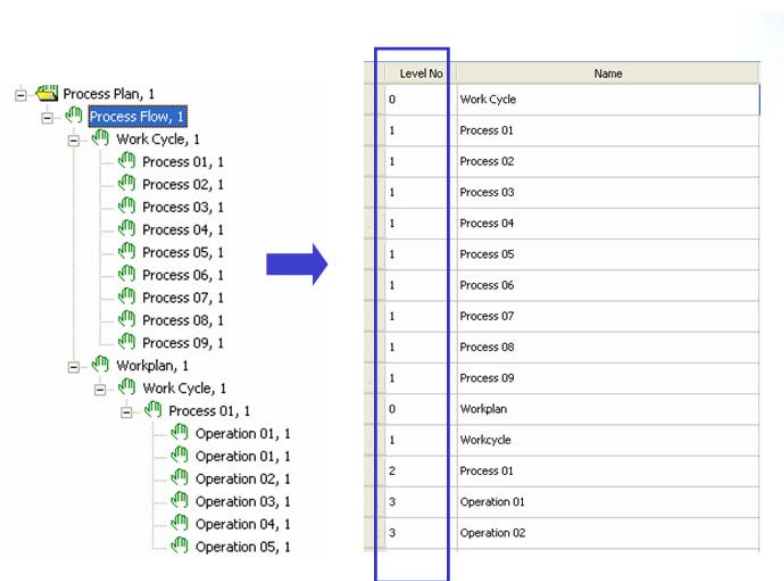 Process Plan, 1
Process Flow, 1
Work Cycle, 1
Process 01, 1
Process 02, 1
Process 03, 1
Process 04, 1
Process 05, 1
Process 06, 1
Process 07, 1
Process 08, 1
Process 09, 1
Workplan, 1
Work Cycle, 1
Process 01, 1
Operation 01, 1
Operation 01, 1
Operation 02, 1
Operation 03, 1
Operation 04, 1
Operation 05, 1
Level No Name
0 Work Cycle
1 Process 01
1 Process 02
1 Process 03
1 Process 04
1 Process 05
1 Process 06
1 Process 07
1 Process 08
1 Process 09
0 Workplan
1 Workcycle
2 Process 01
3 Operation 01
3 Operation 02